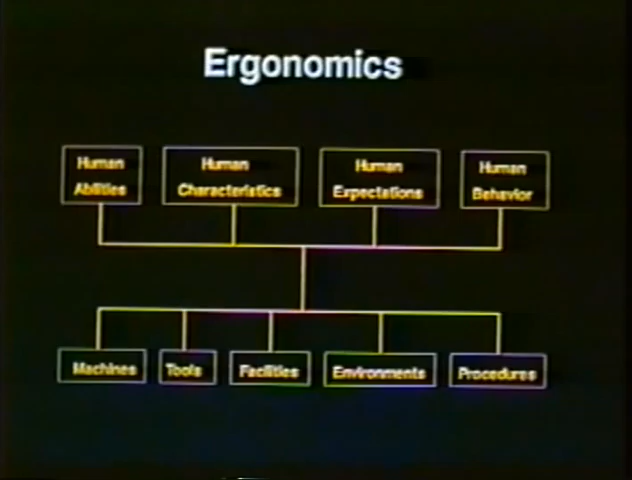 Ergonomics
Human
Abilities
Human
Characteristics
Human
Expectations
Human
Behavior
Machines
Tools
Facilities
Environments
Procedures